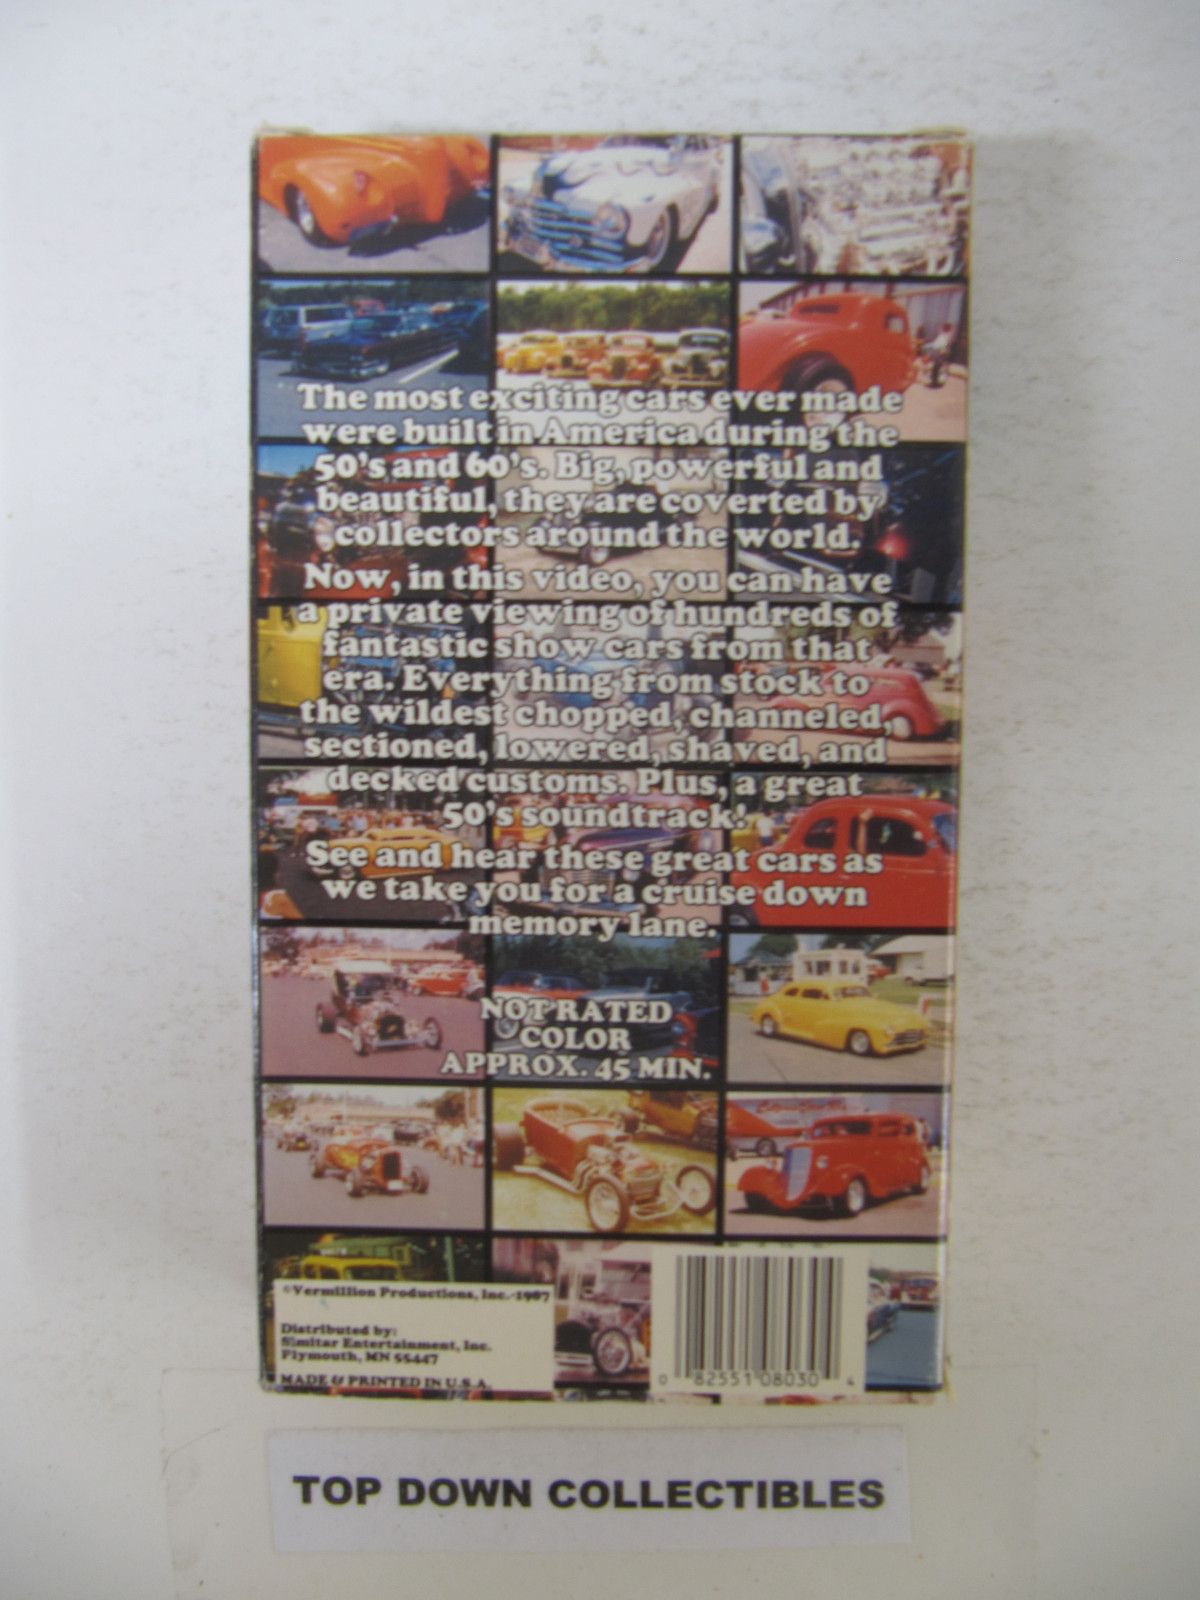 The most exciting cars ever made
were built in America during the
50's and 60's. Big, powerful and
beautiful, they are coverted by
collectors around the world.
Now, in this video, you can have
a private viewing of hundreds of
fantastic show cars from that
era. Everything from stock to
the wildest chopped, channeled,
sectioned, lowered, shaved, and
decked customs. Plus, a great
50's soundtrack!
See and hear these great cars as
we take you for a cruise down
memory lane.
NOT RATED
COLOR
APPROX. 45 MIN.
©Vermillion Productions, Inc.-1987
Distributed by:
Simitar Entertainment, Inc.
Plymouth, MN 55447
MADE & PRINTED IN U.S.A.
0 82551 08030 4
TOP DOWN COLLECTIBLES